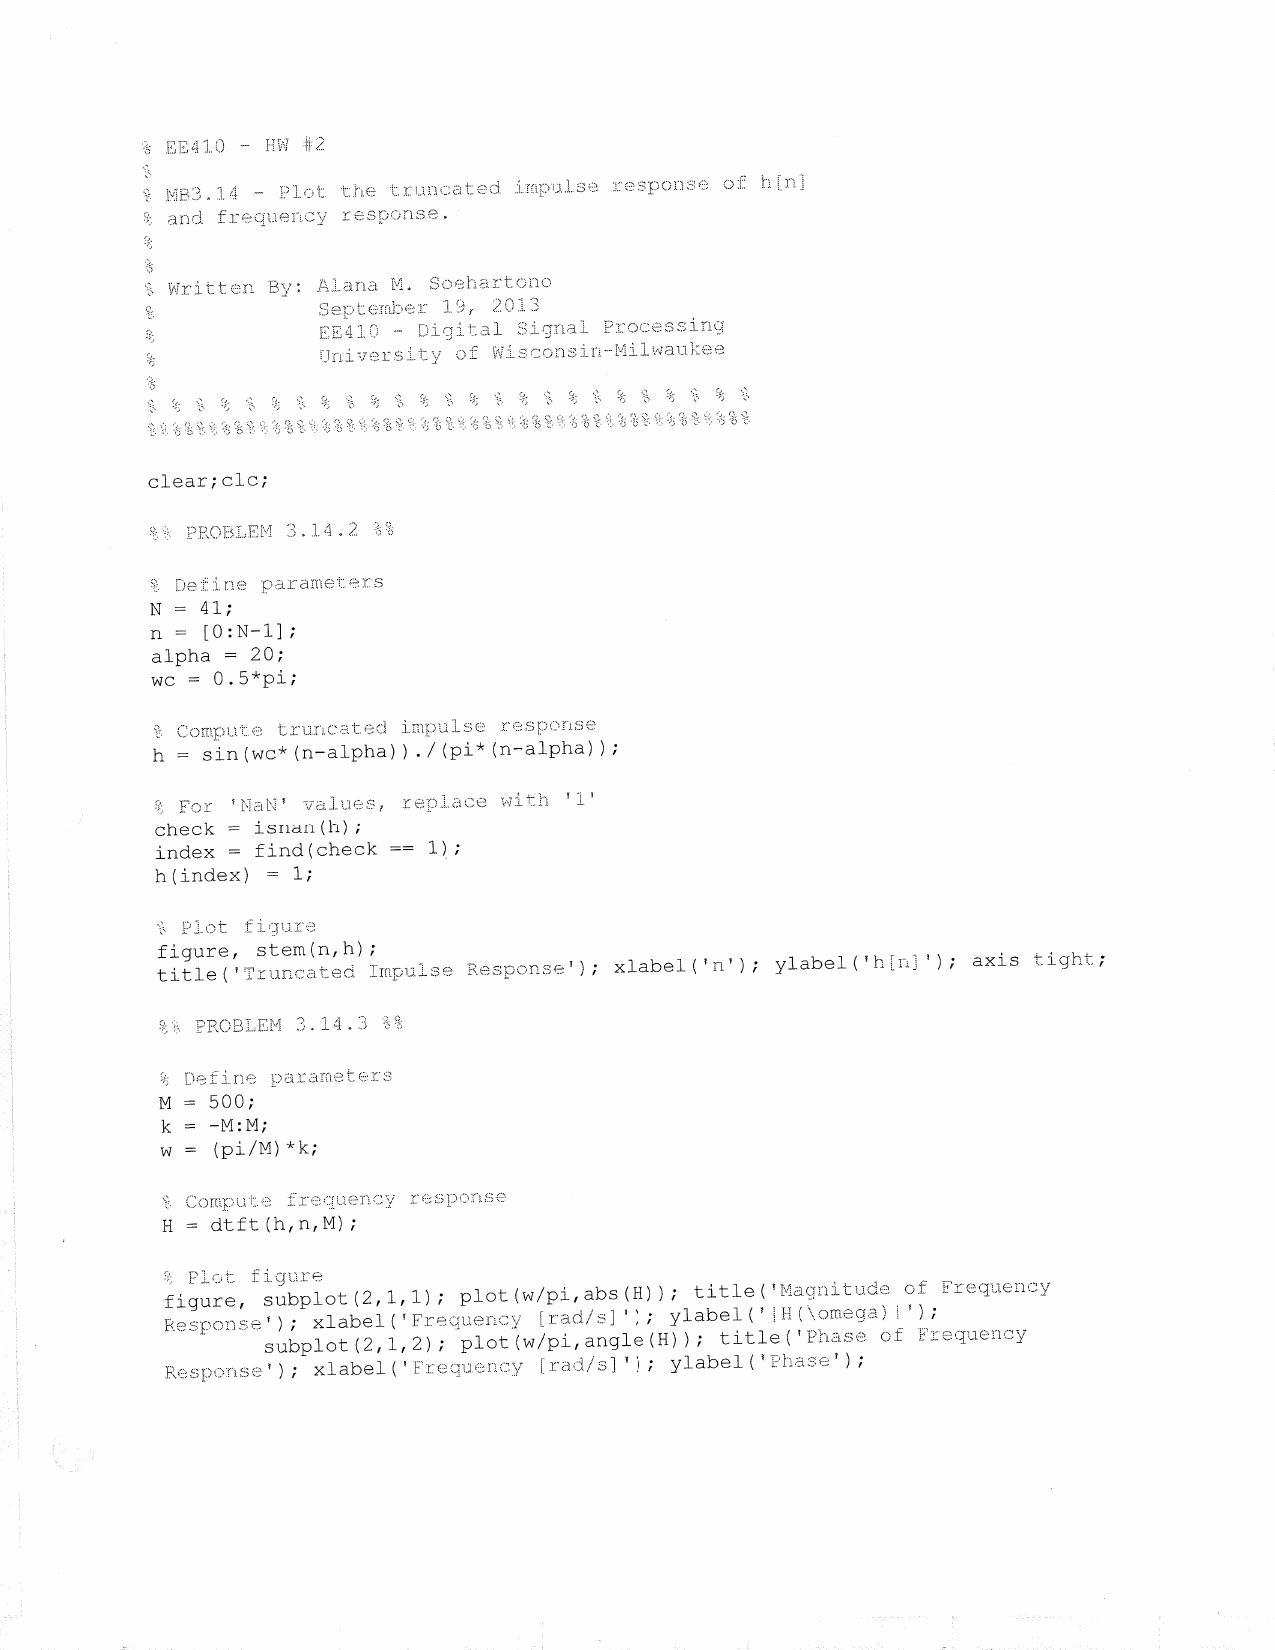 % EE410 - HW #2
%
% MB3.14 - Plot the truncated impulse response of h[n]
% and frequency response.
%
%
% Written By: Alana M. Soehartono
%             September 19, 2013
%             EE410 - Digital Signal Processing
%             University of Wisconsin-Milwaukee
%
% % % % % % % % % % % % % % % % % % % % % % % % %
%%%%%%%%%%%%%%%%%%%%%%%%%%%%%%%%%%%%%%%%%%%%%%%%%
clear;clc;
%% PROBLEM 3.14.2 %%
% Define parameters
N = 41;
n = [0:N-1];
alpha = 20;
wc = 0.5*pi;
% Compute truncated impulse response
h = sin(wc*(n-alpha))./(pi*(n-alpha));
% For 'NaN' values, replace with '1'
check = isnan(h);
index = find(check == 1);
h(index) = 1;
% Plot figure
figure, stem(n,h);
title('Truncated Impulse Response'); xlabel('n'); ylabel('h[n]'); axis tight;
%% PROBLEM 3.14.3 %%
% Define parameters
M = 500;
k = -M:M;
w = (pi/M)*k;
% Compute frequency response
H = dtft(h,n,M);
% Plot figure
figure, subplot(2,1,1); plot(w/pi,abs(H)); title('Magnitude of Frequency
Response'); xlabel('Frequency [rad/s]'); ylabel('|H(\omega)|');
        subplot(2,1,2); plot(w/pi,angle(H)); title('Phase of Frequency
Response'); xlabel('Frequency [rad/s]'); ylabel('Phase');